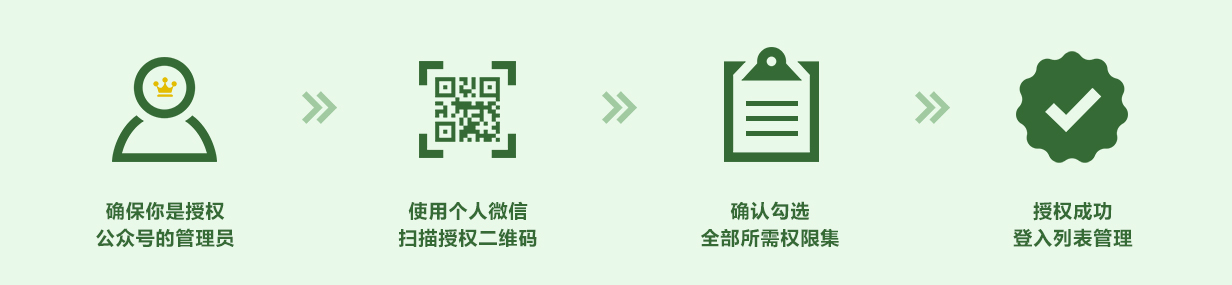 确保你是授权
公众号的管理员
使用个人微信
扫描授权二维码
确认勾选
全部所需权限集
授权成功
登入列表管理